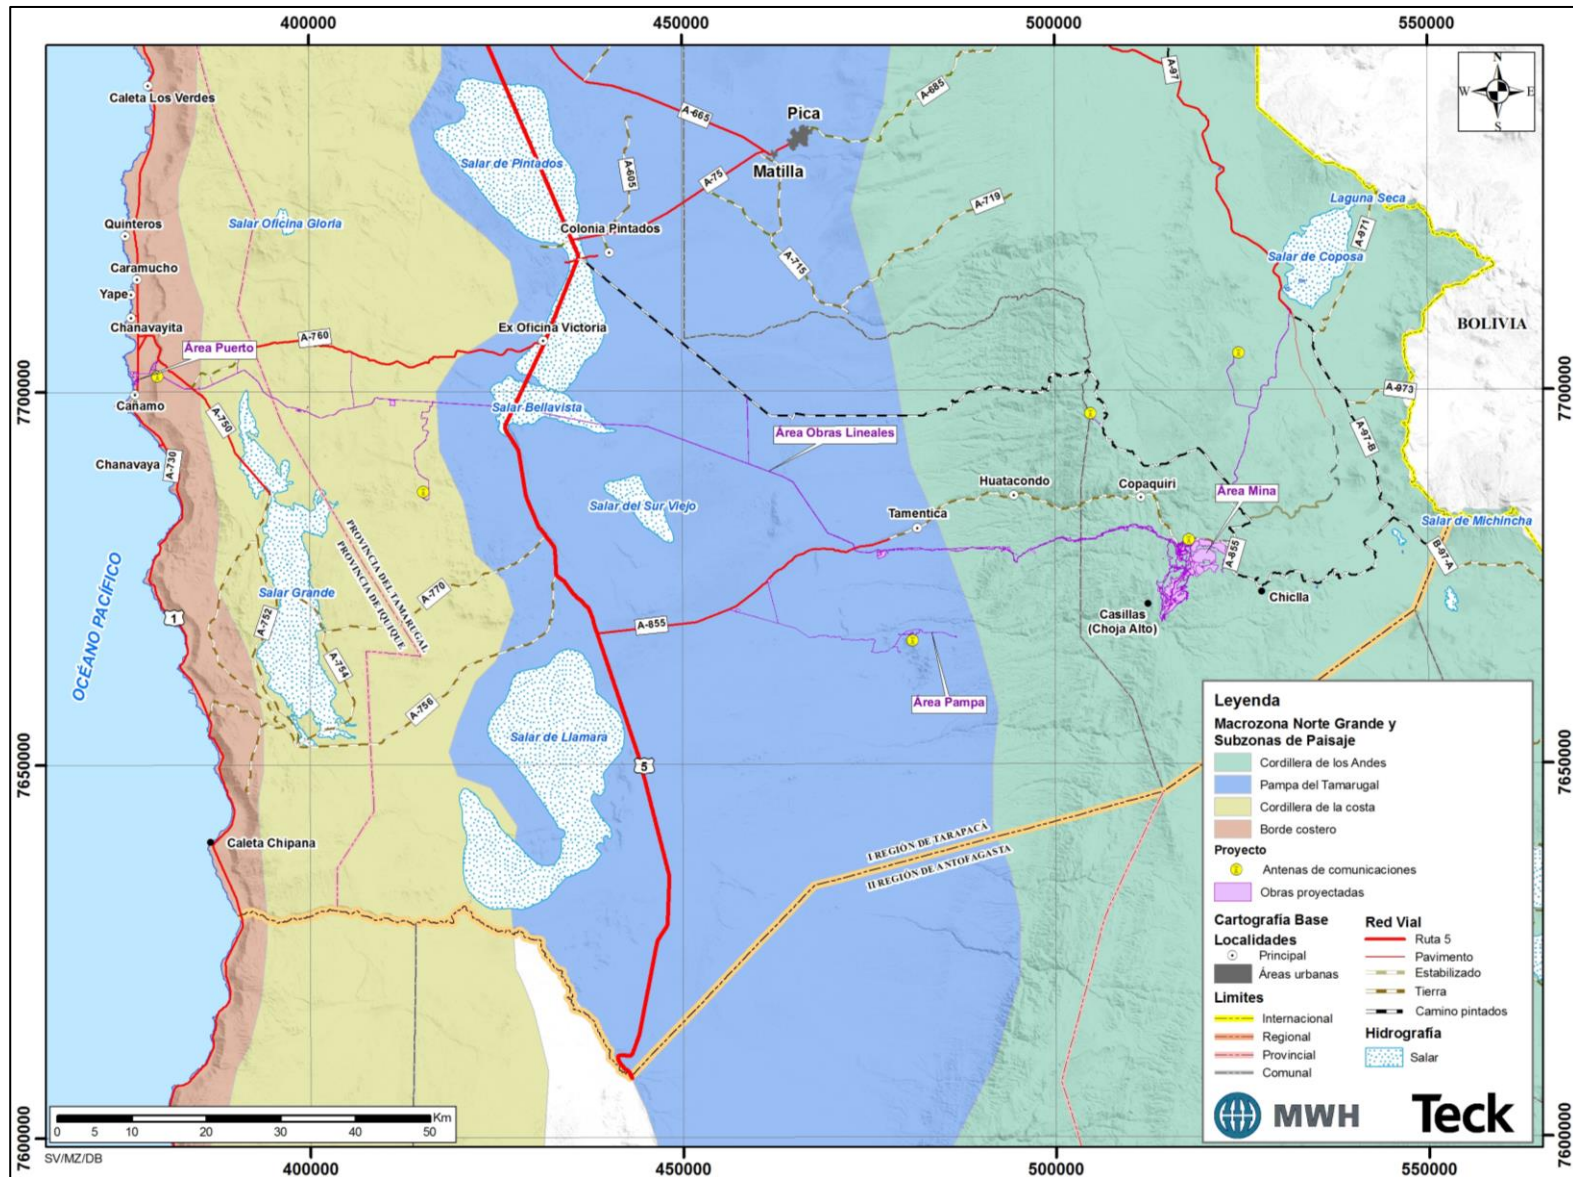 400000
450000
500000
550000
N
W
E
S
Caleta Los Verdes
A-97
A-685
A-665
Pica
Matilla
Salar de Pintados
A-605
A-75
A-719
Laguna Seca
A-971
Quinteros
Salar Oficina Gloria
Colonia Pintados
Salar de Coposa
Caramucho
A-715
Yape
Chanavayita
Ex Oficina Victoria
BOLIVIA
Área Puerto
A-760
7700000
7700000
Cáñamo
A-750
Salar Bellavista
A-973
Área Obras Lineales
A-97-B
Chanavaya
A-730
Huatacondo
Copaquiri
Área Mina
Salar del Sur Viejo
Tamentica
Salar de Michincha
PROVINCIA DEL TAMARUGAL
PROVINCIA DE IQUIQUE
A-855
B-97-A
OCÉANO PACÍFICO
Salar Grande
A-770
Chiclla
A-752
1
Casillas
(Choja Alto)
A-855
A-754
A-756
Área Pampa
Salar de Llamara
7650000
5
7650000
Caleta Chipana
I REGIÓN DE TARAPACÁ
II REGIÓN DE ANTOFAGASTA
Leyenda
Macrozona Norte Grande y
Subzonas de Paisaje
Cordillera de los Andes
Pampa del Tamarugal
Cordillera de la costa
Borde costero
Proyecto
Antenas de comunicaciones
Obras proyectadas
Cartografía Base
Localidades
Principal
Áreas urbanas
Limites
Internacional
Regional
Provincial
Comunal
Red Vial
Ruta 5
Pavimento
Estabilizado
Tierra
Camino pintados
Hidrografía
Salar
MWH
Teck
Km
0 5 10 20 30 40 50
7600000
7600000
SV/MZ/DB
400000
450000
500000
550000